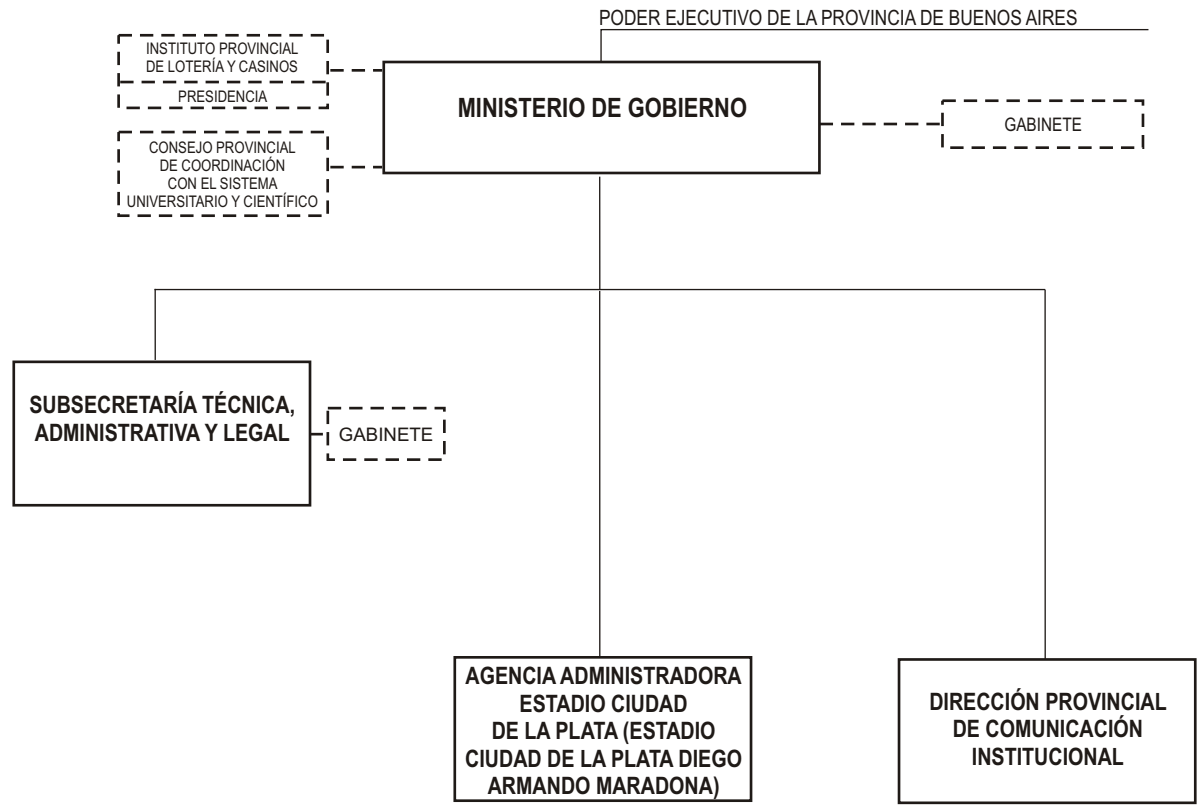 PODER EJECUTIVO DE LA PROVINCIA DE BUENOS AIRES
INSTITUTO PROVINCIAL
DE LOTERÍA Y CASINOS
PRESIDENCIA
MINISTERIO DE GOBIERNO
GABINETE
CONSEJO PROVINCIAL
DE COORDINACIÓN
CON EL SISTEMA
UNIVERSITARIO Y CIENTÍFICO
SUBSECRETARÍA TÉCNICA,
ADMINISTRATIVA Y LEGAL
GABINETE
AGENCIA ADMINISTRADORA
ESTADIO CIUDAD
DE LA PLATA (ESTADIO
CIUDAD DE LA PLATA DIEGO
ARMANDO MARADONA)
DIRECCIÓN PROVINCIAL
DE COMUNICACIÓN
INSTITUCIONAL